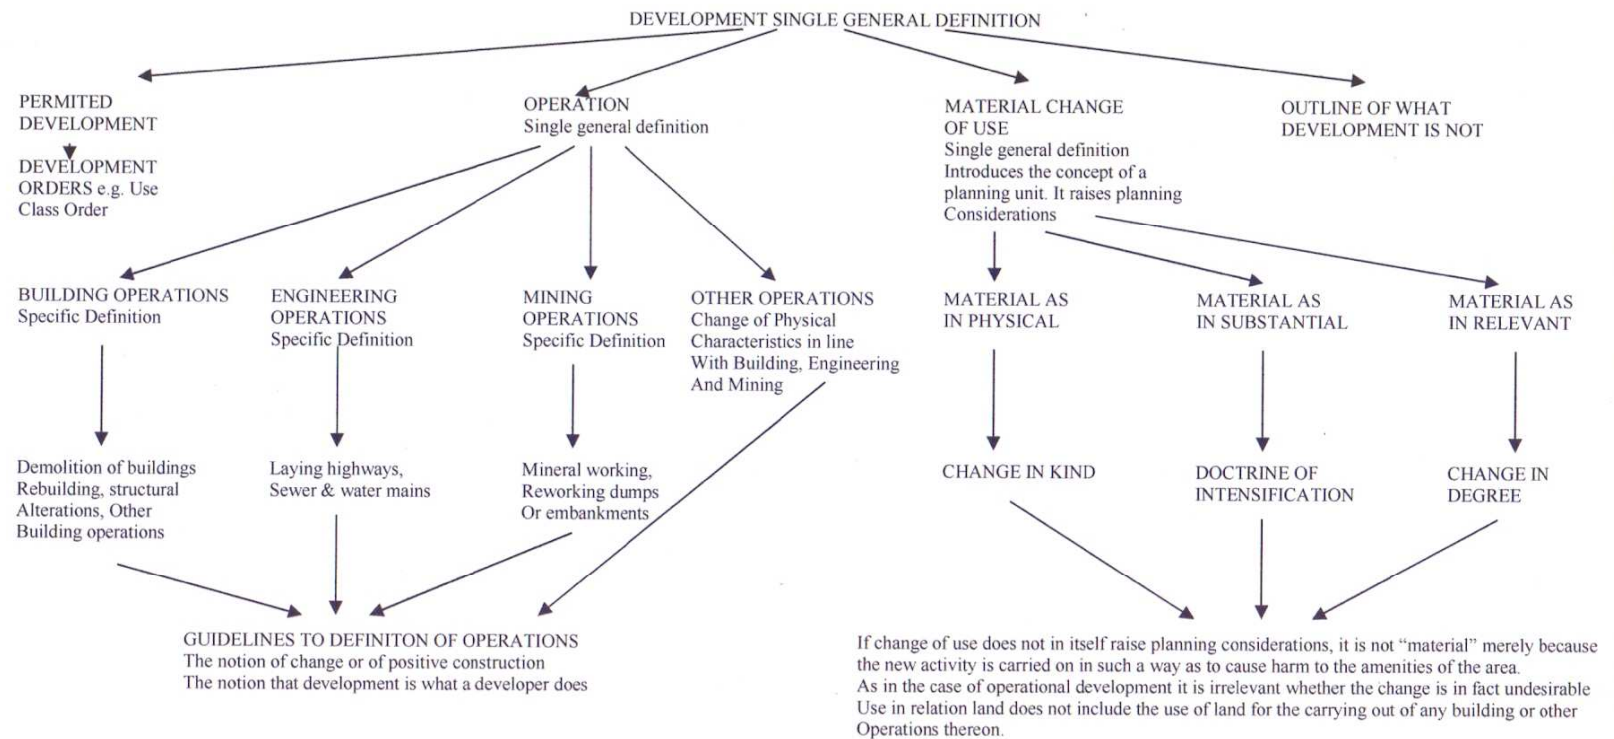 DEVELOPMENT SINGLE GENERAL DEFINITION
PERMITED
DEVELOPMENT
DEVELOPMENT
ORDERS e.g. Use
Class Order
OPERATION
Single general definition
MATERIAL CHANGE
OF USE
Single general definition
Introduces the concept of a
planning unit. It raises planning
Considerations
OUTLINE OF WHAT
DEVELOPMENT IS NOT
BUILDING OPERATIONS
Specific Definition
ENGINEERING
OPERATIONS
Specific Definition
MINING
OPERATIONS
Specific Definition
OTHER OPERATIONS
Change of Physical
Characteristics in line
With Building, Engineering
And Mining
MATERIAL AS
IN PHYSICAL
MATERIAL AS
IN SUBSTANTIAL
MATERIAL AS
IN RELEVANT
Demolition of buildings
Rebuilding, structural
Alterations, Other
Building operations
Laying highways,
Sewer & water mains
Mineral working,
Reworking dumps
Or embankments
CHANGE IN KIND
DOCTRINE OF
INTENSIFICATION
CHANGE IN
DEGREE
GUIDELINES TO DEFINITON OF OPERATIONS
The notion of change or of positive construction
The notion that development is what a developer does
If change of use does not in itself raise planning considerations, it is not “material” merely because
the new activity is carried on in such a way as to cause harm to the amenities of the area.
As in the case of operational development it is irrelevant whether the change is in fact undesirable
Use in relation land does not include the use of land for the carrying out of any building or other
Operations thereon.